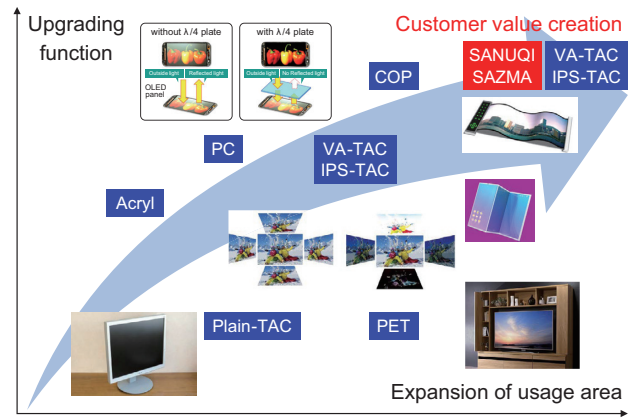 Upgrading
function
without λ/4 plate
with λ/4 plate
Outside light
Reflected light
Outside light
No Reflected light
OLED
panel
Customer value creation
SANUQI
SAZMA
VA-TAC
IPS-TAC
COP
PC
VA-TAC
IPS-TAC
Acryl
Plain-TAC
PET
Expansion of usage area